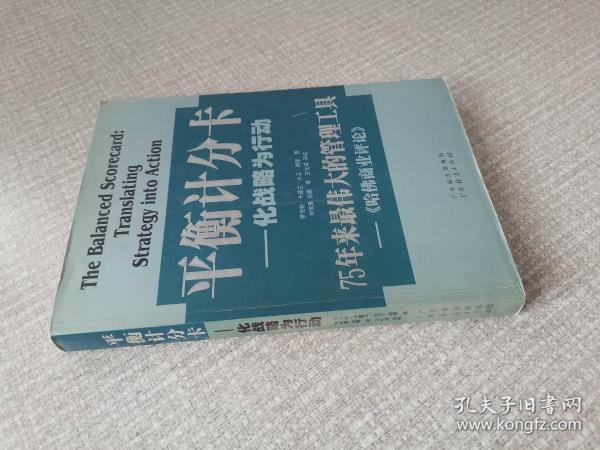 The Balanced Scorecard:
Translating
Strategy into Action
平衡计分卡
——化战略为行动
75年来最伟大的管理工具
——《哈佛商业评论》
平衡计分卡
——化战略为行动
孔夫子旧书网
www.kongfz.com